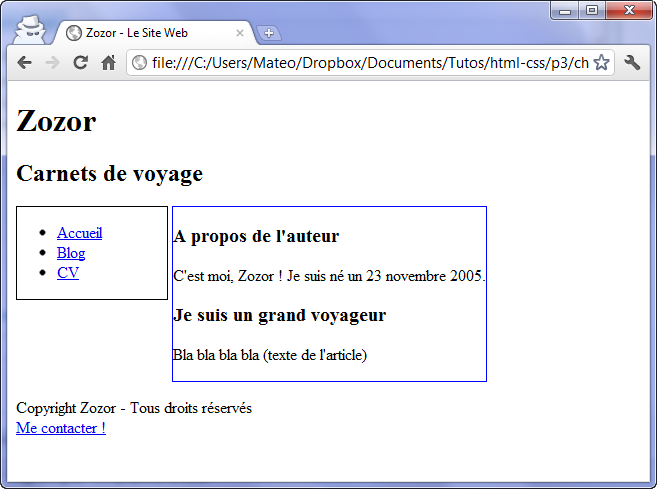 Zozor - Le Site Web
file:///C:/Users/Mateo/Dropbox/Documents/Tutos/html-css/p3/ch
Zozor
Carnets de voyage
Accueil
Blog
CV
A propos de l'auteur
C'est moi, Zozor ! Je suis né un 23 novembre 2005.
Je suis un grand voyageur
Bla bla bla bla (texte de l'article)
Copyright Zozor - Tous droits réservés
Me contacter !